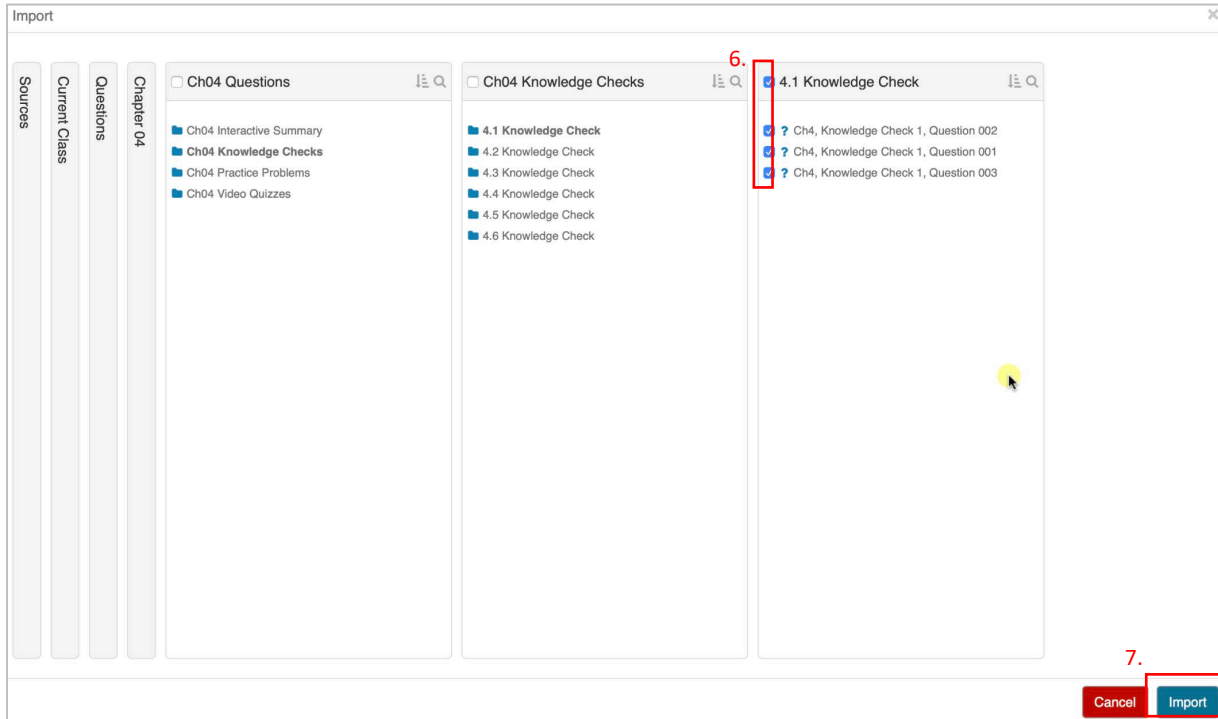 Import
Sources
Current Class
Questions
Chapter 04
Ch04 Questions
Ch04 Interactive Summary
Ch04 Knowledge Checks
Ch04 Practice Problems
Ch04 Video Quizzes
Ch04 Knowledge Checks
4.1 Knowledge Check
4.2 Knowledge Check
4.3 Knowledge Check
4.4 Knowledge Check
4.5 Knowledge Check
4.6 Knowledge Check
6.
4.1 Knowledge Check
? Ch4, Knowledge Check 1, Question 002
? Ch4, Knowledge Check 1, Question 001
? Ch4, Knowledge Check 1, Question 003
7.
Cancel
Import